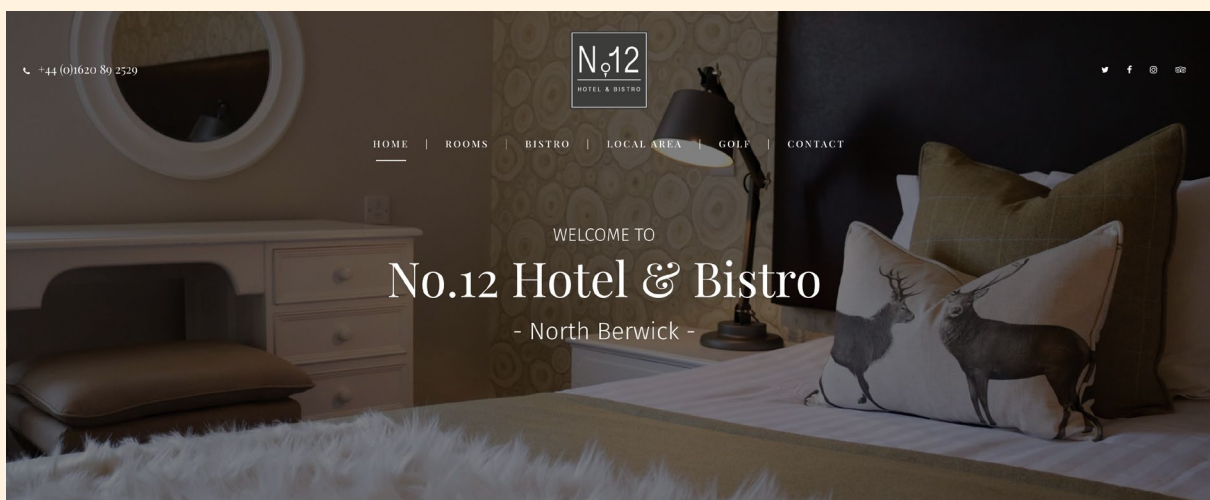 +44 (0)1620 89 2529
No12
HOTEL & BISTRO
HOME | ROOMS | BISTRO | LOCAL AREA | GOLF | CONTACT
WELCOME TO
No.12 Hotel & Bistro
- North Berwick -